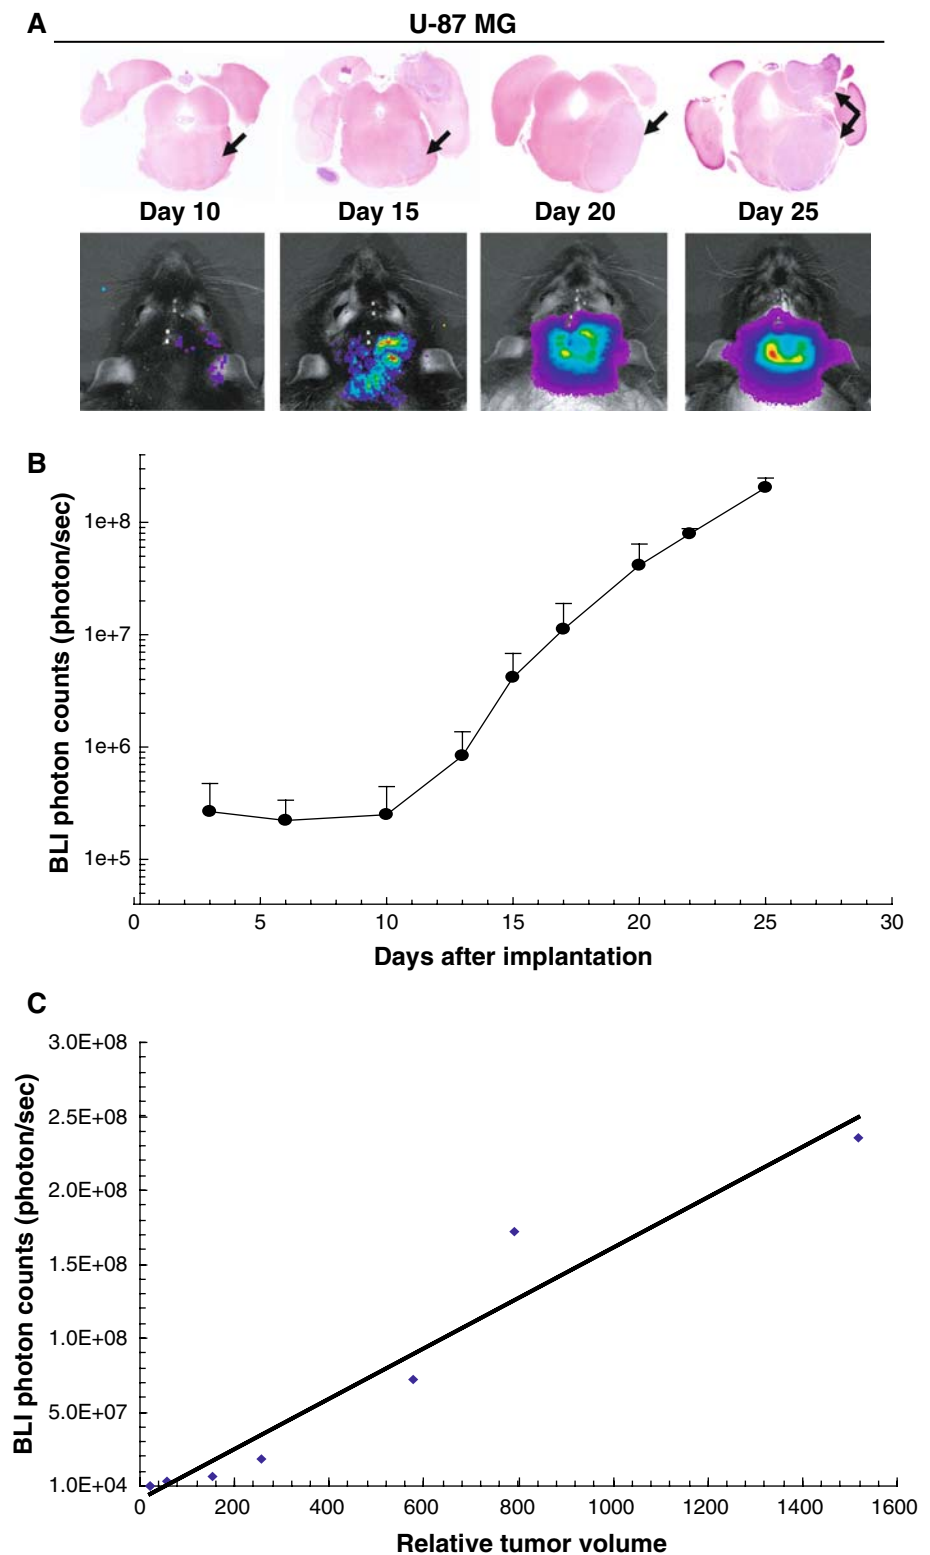 A
U-87 MG
Day 10 Day 15 Day 20 Day 25
B
BLI photon counts (photon/sec)
1e+8
1e+7
1e+6
1e+5
0 5 10 15 20 25 30
Days after implantation
C
BLI photon counts (photon/sec)
3.0E+08
2.5E+08
2.0E+08
1.5E+08
1.0E+08
5.0E+07
1.0E+04
0 200 400 600 800 1000 1200 1400 1600
Relative tumor volume